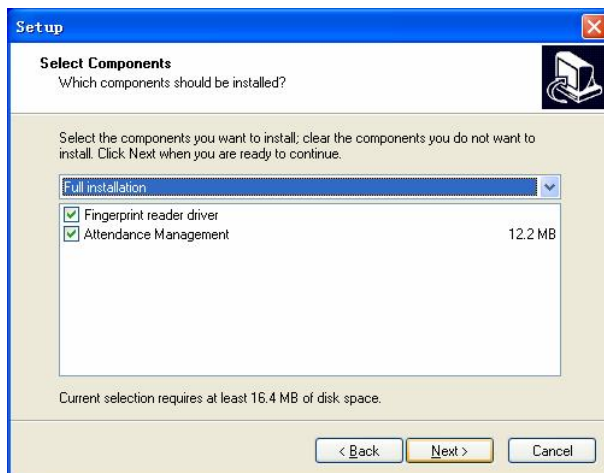 Setup
Select Components
Which components should be installed?
Select the components you want to install; clear the components you do not want to
install. Click Next when you are ready to continue.
Full installation
Fingerprint reader driver
Attendance Management 12.2 MB
Current selection requires at least 16.4 MB of disk space.
< Back Next > Cancel